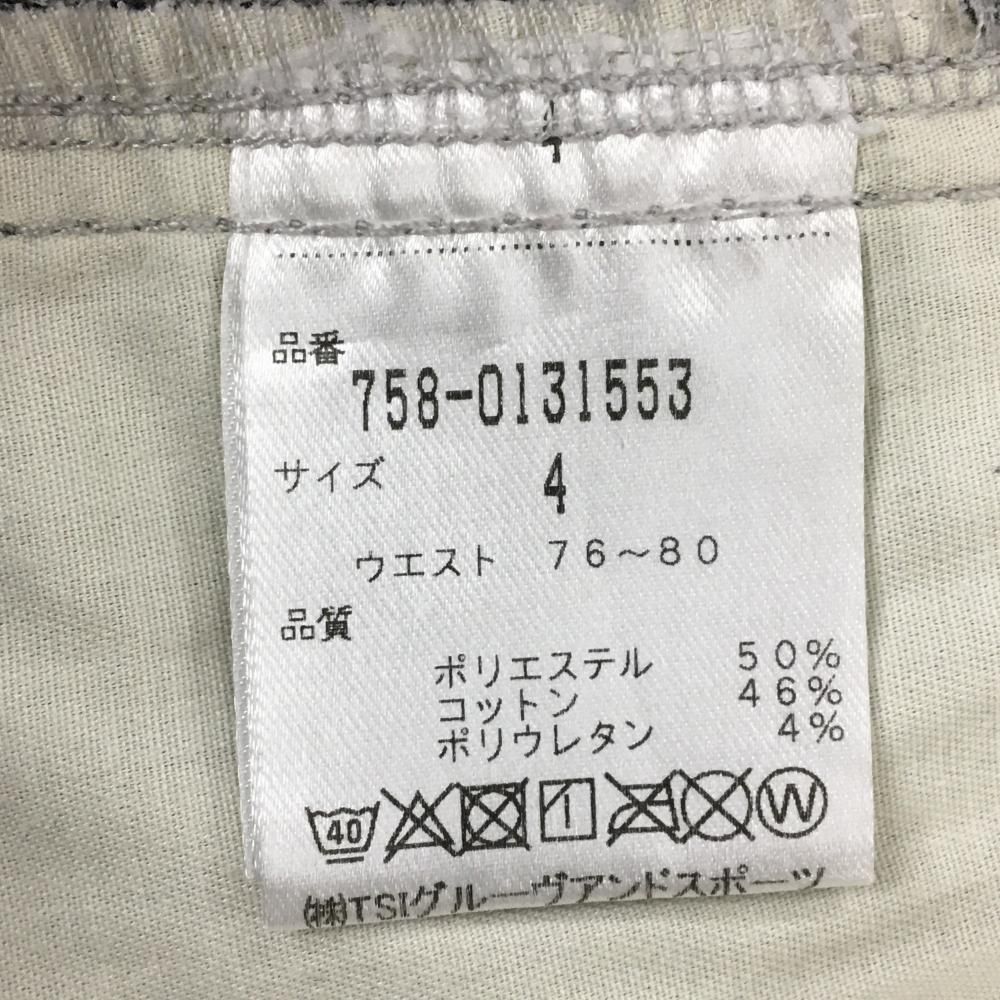 品番
758-0131553
サイズ 4
ウエスト 76～80
品質
ポリエステル 50%
コットン 46%
ポリウレタン 4%
40 W
㈱TSIグルーヴアンドスポーツ